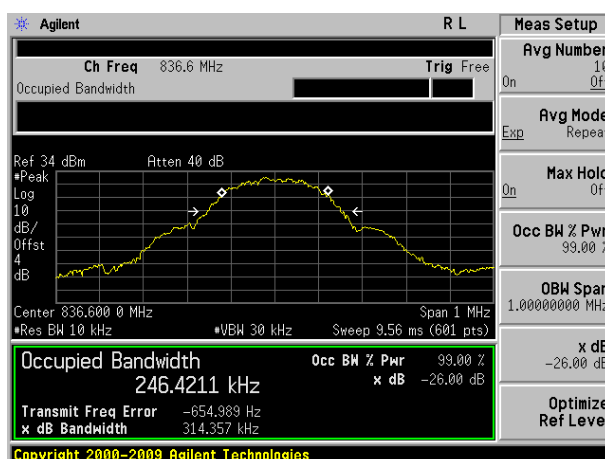 Agilent R L Meas Setup
Ch Freq 836.6 MHz Trig Free
Occupied Bandwidth
Avg Number
10
On Off
Avg Mode
Exp Repeat
Max Hold
On Off
Occ BW % Pwr
99.00 %
OBW Span
1.00000000 MHz
x dB
-26.00 dB
Optimize
Ref Level
Ref 34 dBm Atten 40 dB
#Peak
Log
10
dB/
Offst
4
dB
Center 836.600 0 MHz Span 1 MHz
#Res BW 10 kHz #VBW 30 kHz Sweep 9.56 ms (601 pts)
Occupied Bandwidth Occ BW % Pwr 99.00 %
246.4211 kHz x dB -26.00 dB
Transmit Freq Error -654.989 Hz
x dB Bandwidth 314.357 kHz
Copyright 2000-2009 Agilent Technologies